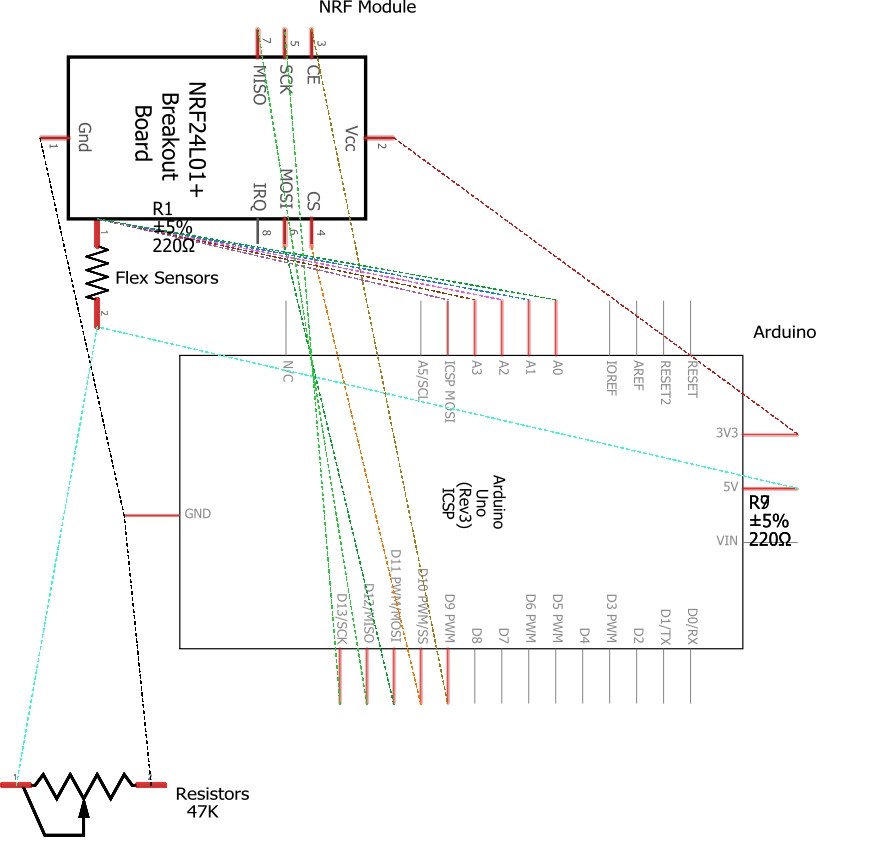 NRF Module
7
5
3
MISO
SCK
CE
NRF24L01+
Breakout
Board
Gnd
1
Vcc
2
IRQ
MOSI
CS
8
6
4
R1
±5%
220Ω
1
Flex Sensors
2
Arduino
N/C
A5/SCL
ICSP MOSI
A3
A2
A1
A0
IOREF
AREF
RESET2
RESET
3V3
5V
R9
±5%
220Ω
VIN
GND
Arduino
Uno
(Rev3)
ICSP
D13/SCK
D12/MISO
D11 PWM/MOSI
D10 PWM/SS
D9 PWM
D8
D7
D6 PWM
D5 PWM
D4
D3 PWM
D2
D1/TX
D0/RX
1
Resistors
47K